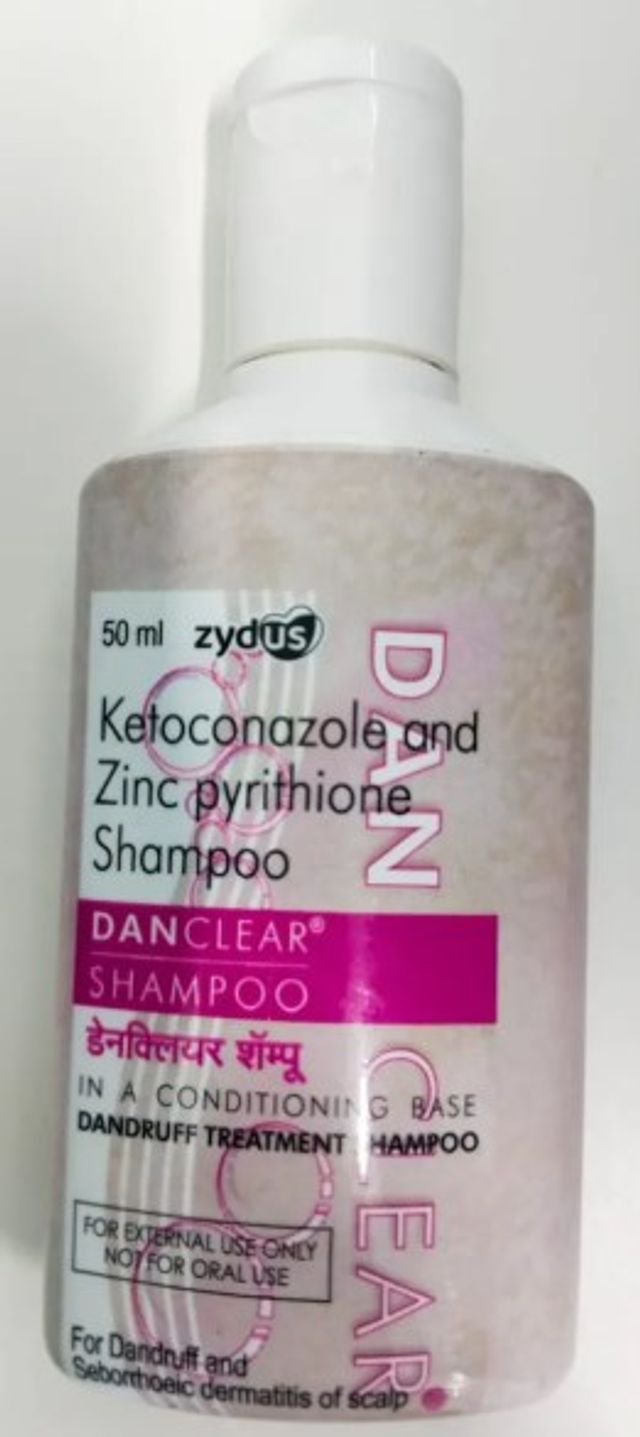 50 ml zydus
Ketoconazole and
Zinc pyrithione
Shampoo
DANCLEAR®
SHAMPOO
डेनक्लियर शॅम्पू
IN A CONDITIONING BASE
DANDRUFF TREATMENT SHAMPOO
FOR EXTERNAL USE ONLY
NOT FOR ORAL USE
For Dandruff and
Seborrhoeic dermatitis of scalp
DAN CLEAR